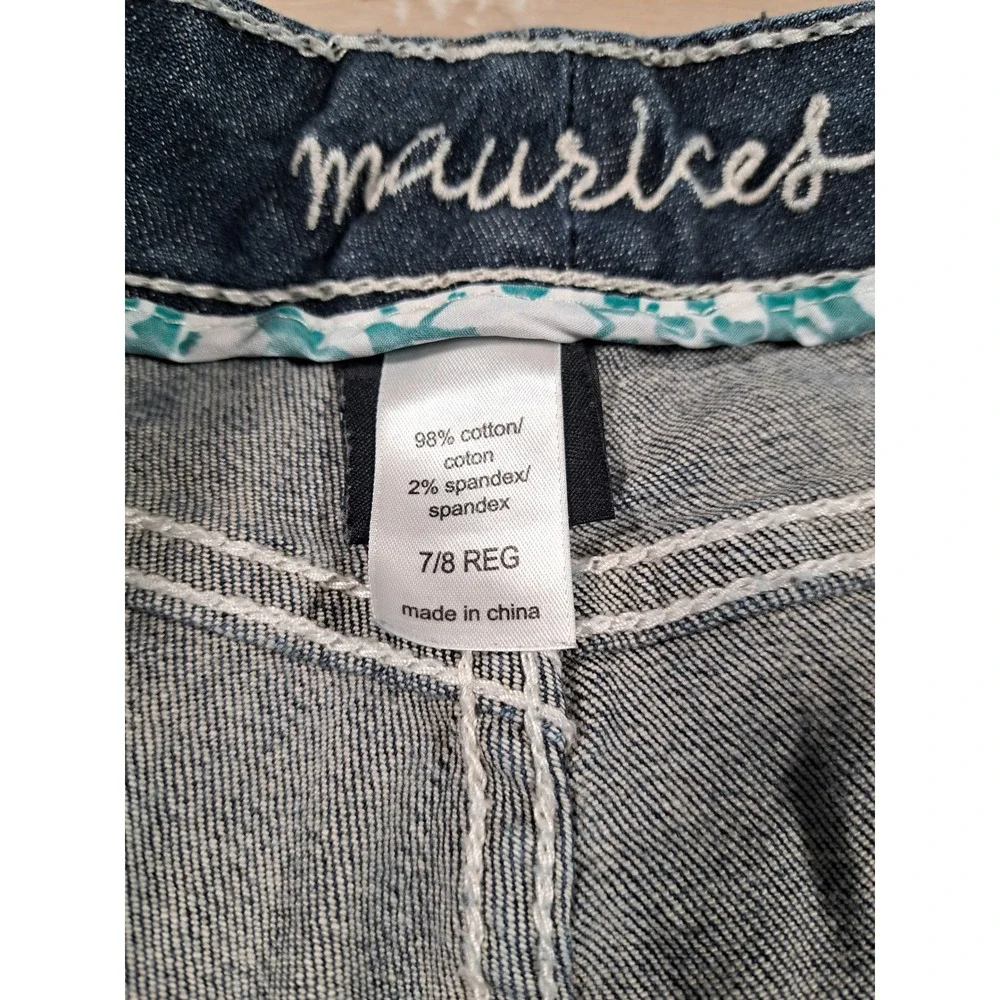 maurices
98% cotton/
coton
2% spandex/
spandex
7/8 REG
made in china